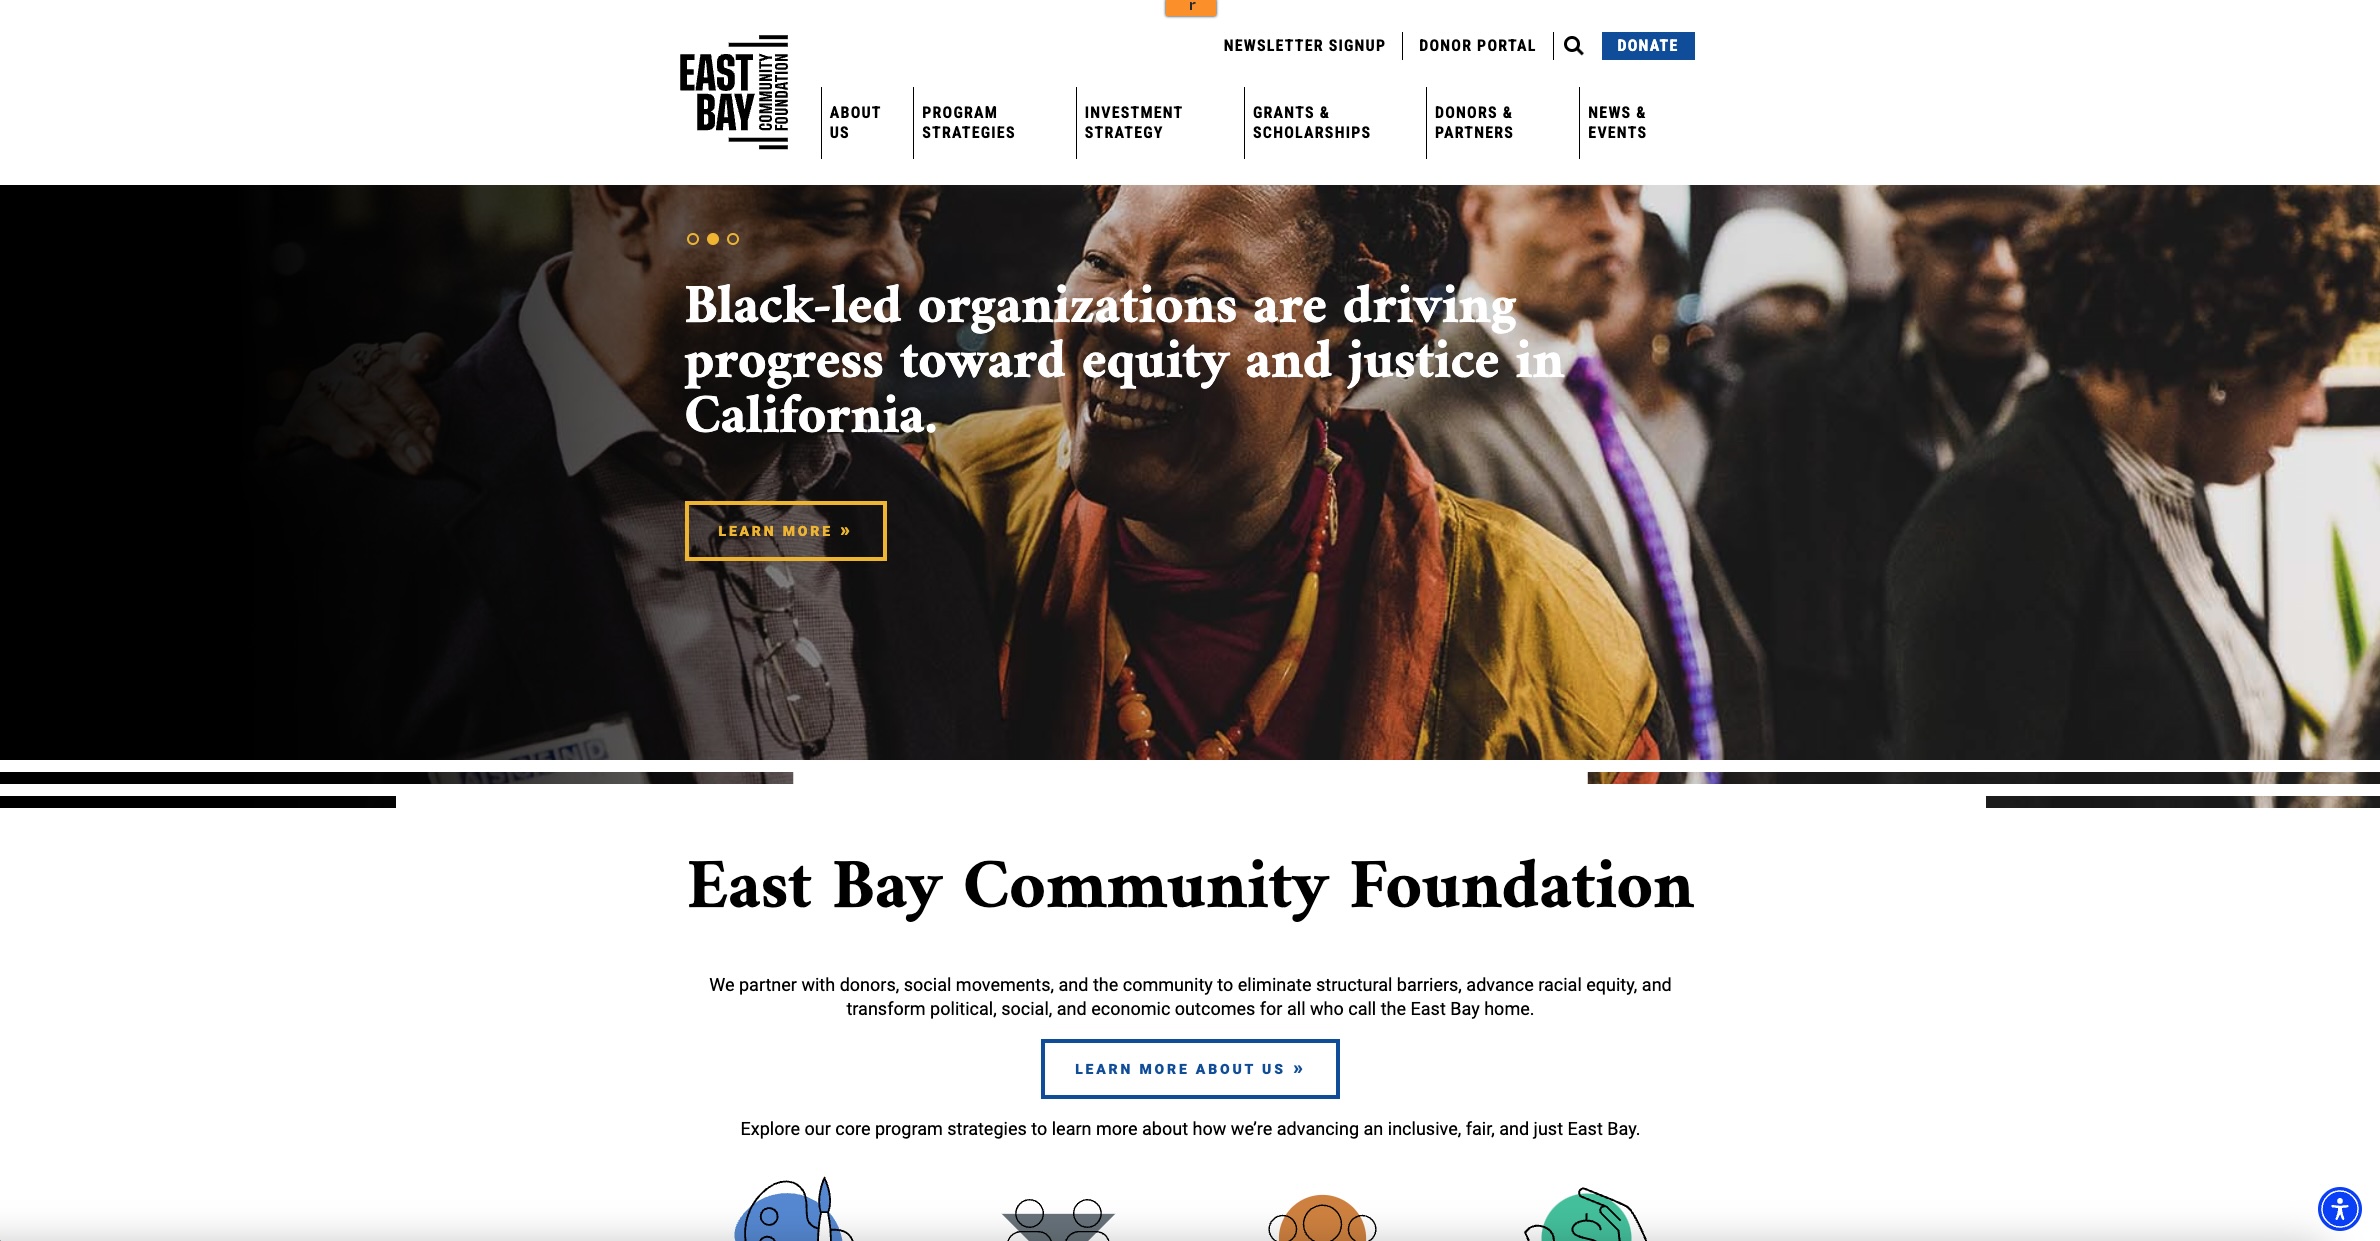 r
NEWSLETTER SIGNUP
DONOR PORTAL
DONATE
EAST
BAY
COMMUNITY
FOUNDATION
ABOUT
US
PROGRAM
STRATEGIES
INVESTMENT
STRATEGY
GRANTS &
SCHOLARSHIPS
DONORS &
PARTNERS
NEWS &
EVENTS
Black-led organizations are driving
progress toward equity and justice in
California.
LEARN MORE »
ASCEND
East Bay Community Foundation
We partner with donors, social movements, and the community to eliminate structural barriers, advance racial equity, and
transform political, social, and economic outcomes for all who call the East Bay home.
LEARN MORE ABOUT US »
Explore our core program strategies to learn more about how we’re advancing an inclusive, fair, and just East Bay.
$